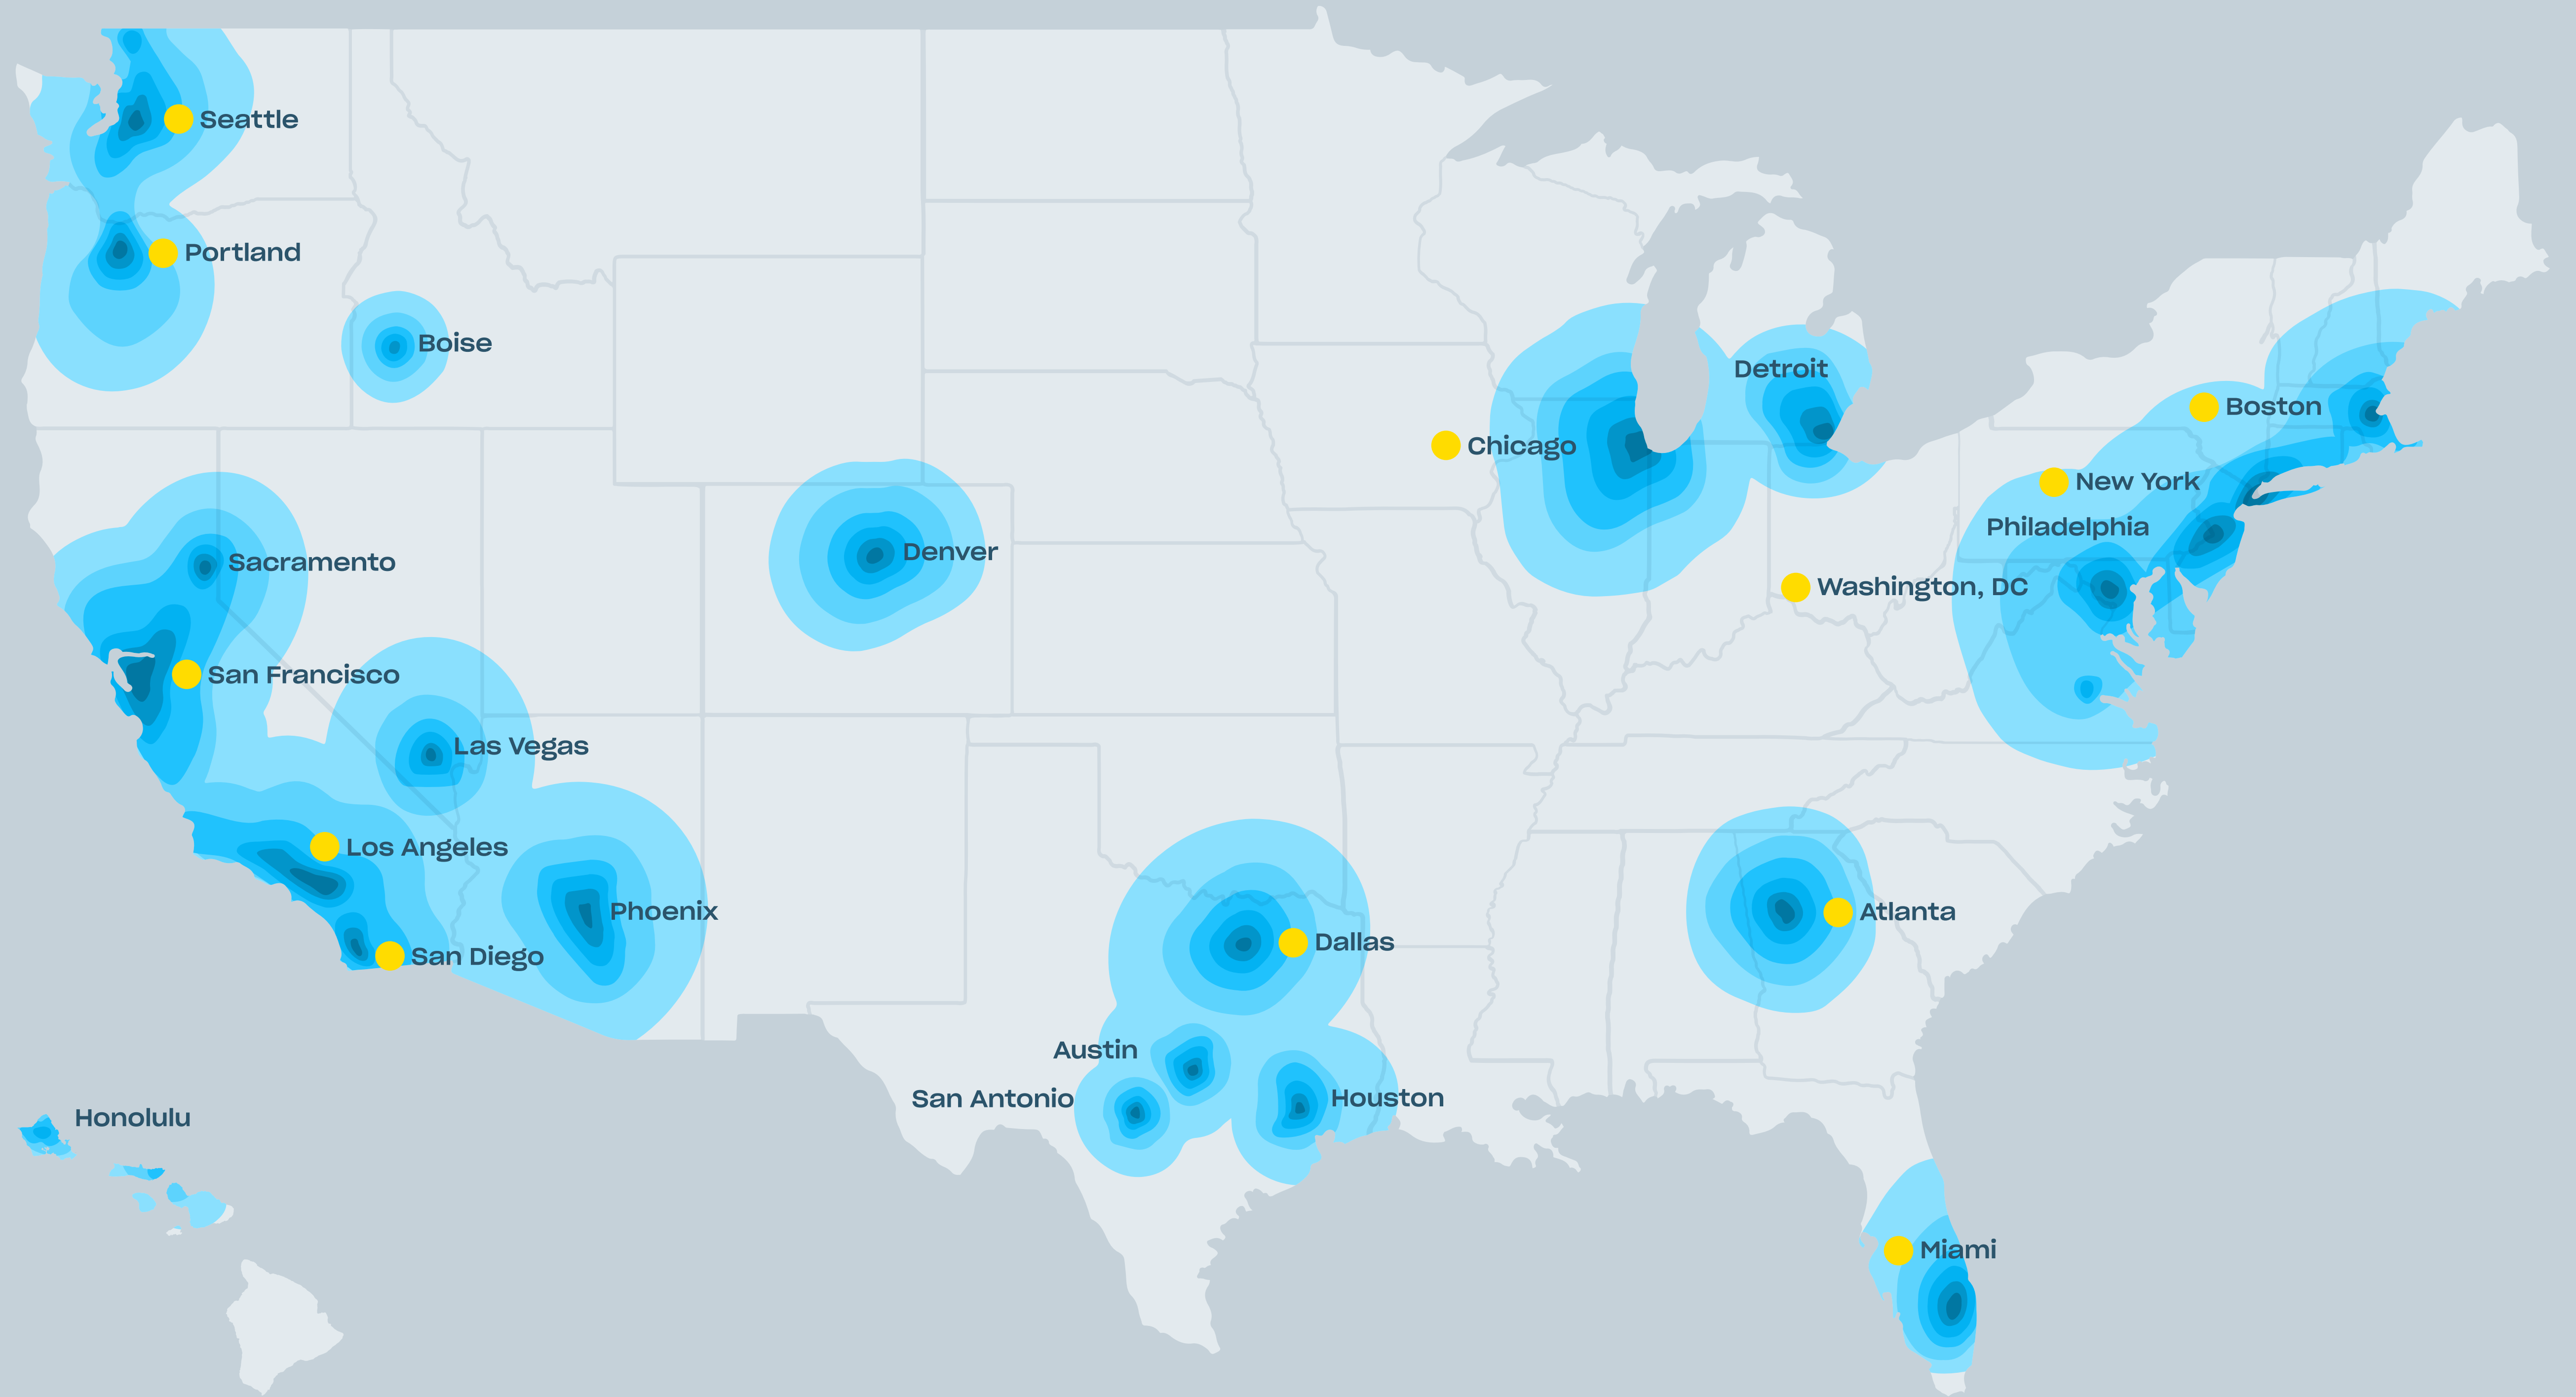 Seattle
Portland
Boise
Detroit
Boston
Chicago
New York
Philadelphia
Denver
Sacramento
Washington, DC
San Francisco
Las Vegas
Los Angeles
Phoenix
Atlanta
Dallas
San Diego
Austin
San Antonio
Houston
Honolulu
Miami